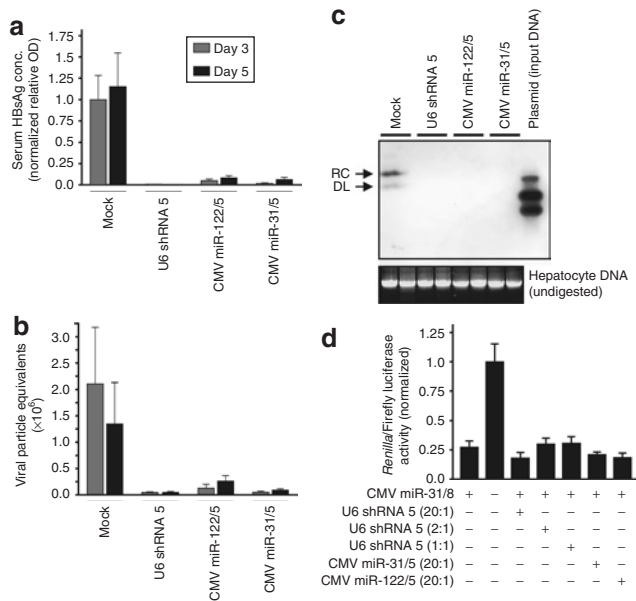 a
Serum HBsAg conc.
(normalized relative OD)
1.75
1.5
1.25
1.0
0.75
0.5
0.25
0.0
Day 3
Day 5
Mock
U6 shRNA 5
CMV miR-122/5
CMV miR-31/5
b
Viral particle equivalents
(×10⁶)
3.0
2.5
2.0
1.5
1.0
0.5
0.0
Mock
U6 shRNA 5
CMV miR-122/5
CMV miR-31/5
c
Mock
U6 shRNA 5
CMV miR-122/5
CMV miR-31/5
Plasmid (input DNA)
RC
DL
Hepatocyte DNA
(undigested)
d
Renilla/Firefly luciferase
activity (normalized)
1.25
1.0
0.75
0.50
0.25
0
CMV miR-31/8 + – + + + + +
U6 shRNA 5 (20:1) – – + – – – –
U6 shRNA 5 (2:1) – – – + – – –
U6 shRNA 5 (1:1) – – – – + – –
CMV miR-31/5 (20:1) – – – – – + –
CMV miR-122/5 (20:1) – – – – – – +